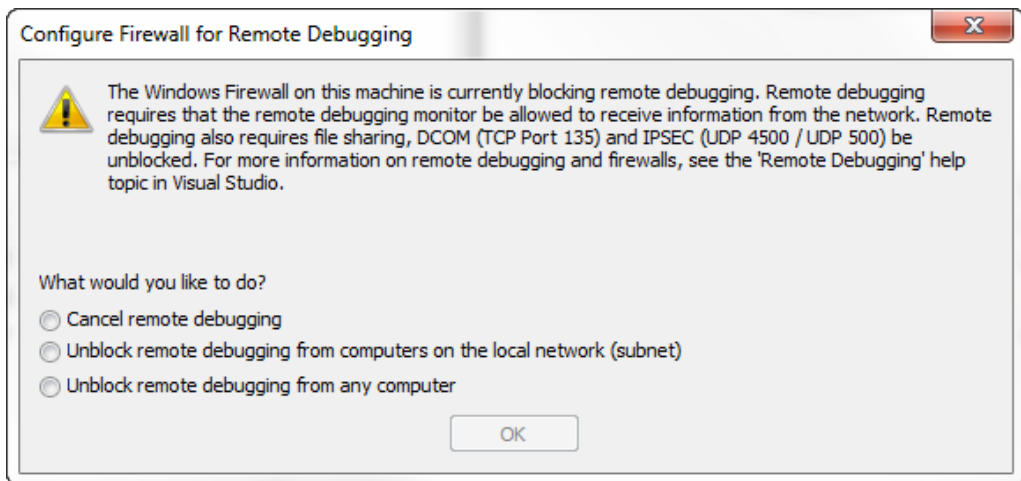 Configure Firewall for Remote Debugging
The Windows Firewall on this machine is currently blocking remote debugging. Remote debugging
requires that the remote debugging monitor be allowed to receive information from the network. Remote
debugging also requires file sharing, DCOM (TCP Port 135) and IPSEC (UDP 4500 / UDP 500) be
unblocked. For more information on remote debugging and firewalls, see the 'Remote Debugging' help
topic in Visual Studio.
What would you like to do?
Cancel remote debugging
Unblock remote debugging from computers on the local network (subnet)
Unblock remote debugging from any computer
OK